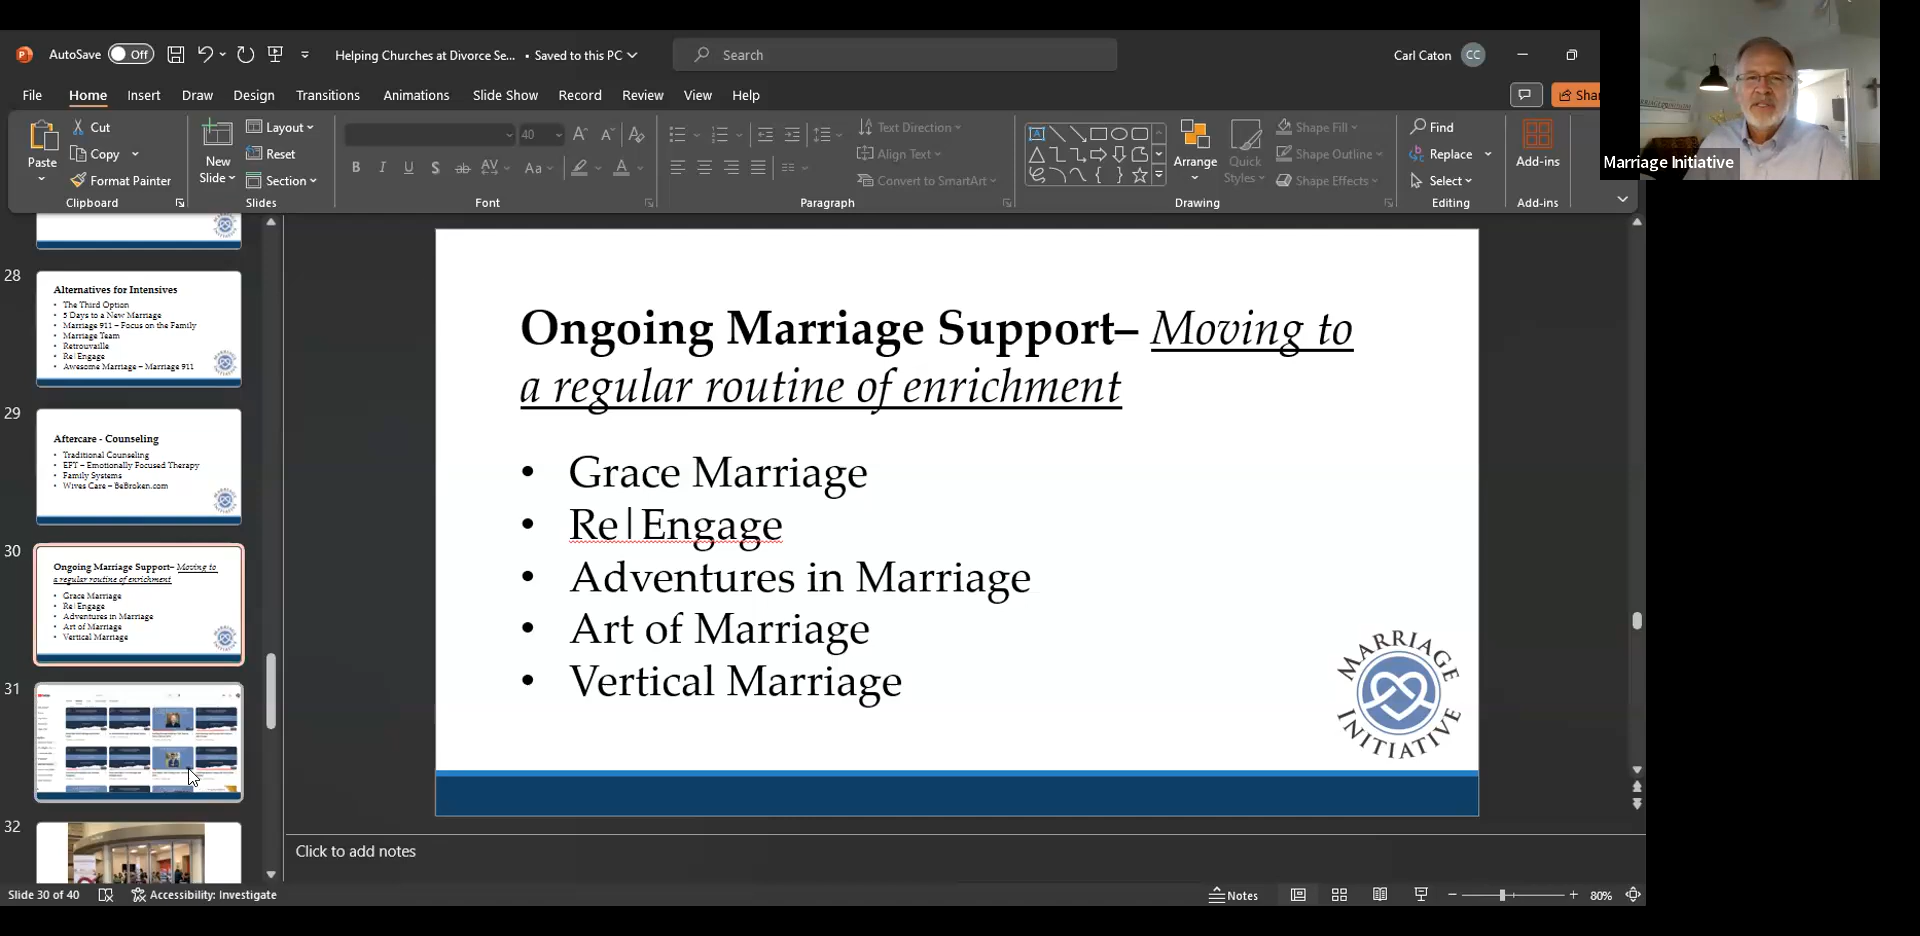 AutoSave Off Helping Churches at Divorce Se... • Saved to this PC Search Carl Caton CC
File Home Insert Draw Design Transitions Animations Slide Show Record Review View Help Shar
Paste Cut Copy Format Painter
Clipboard
New Slide Layout Reset Section
Slides
40
B I U S ab AV Aa A
Font
Text Direction
Align Text
Convert to SmartArt
Paragraph
Arrange Quick Styles
Shape Fill
Shape Outline
Shape Effects
Drawing
Find
Replace
Select
Editing
Add-ins
Add-ins
Marriage Initiative
28
Alternatives for Intensives
• The Third Option
• 5 Days to a New Marriage
• Marriage 911 – Focus on the Family
• Marriage Team
• Retrouvaille
• Re|Engage
• Awesome Marriage – Marriage 911
29
Aftercare - Counseling
• Traditional Counseling
• EFT – Emotionally Focused Therapy
• Family Systems
• Wives Care – BeBroken.com
30
Ongoing Marriage Support– Moving to
a regular routine of enrichment
• Grace Marriage
• Re|Engage
• Adventures in Marriage
• Art of Marriage
• Vertical Marriage
31
32
Ongoing Marriage Support– Moving to
a regular routine of enrichment
• Grace Marriage
• Re|Engage
• Adventures in Marriage
• Art of Marriage
• Vertical Marriage
MARRIAGE
INITIATIVE
Click to add notes
Slide 30 of 40 Accessibility: Investigate Notes 80%